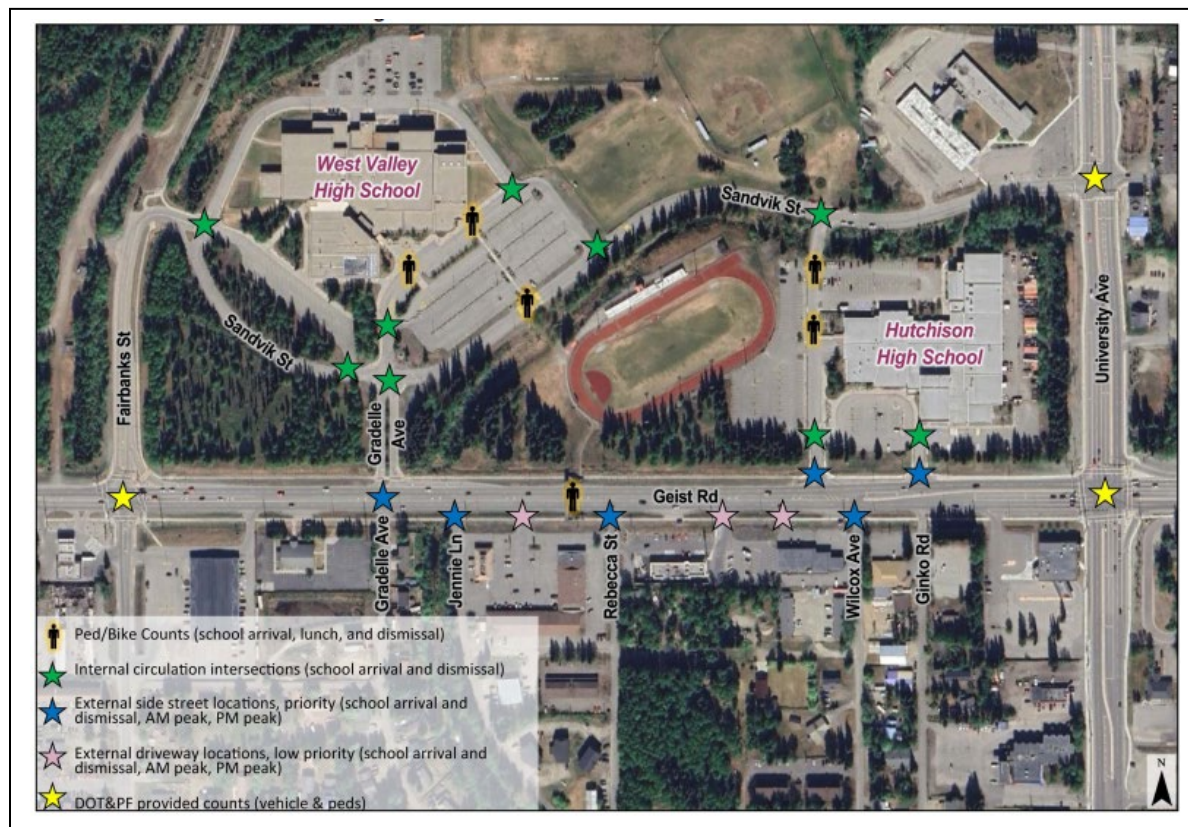 West Valley
High School
Sandvik St
Hutchison
High School
University Ave
Fairbanks St
Sandvik St
Gradelle
Ave
Geist Rd
Gradelle Ave
Jennie Ln
Rebecca St
Wilcox Ave
Ginko Rd
Ped/Bike Counts (school arrival, lunch, and dismissal)
Internal circulation intersections (school arrival and dismissal)
External side street locations, priority (school arrival and
dismissal, AM peak, PM peak)
External driveway locations, low priority (school arrival and
dismissal, AM peak, PM peak)
DOT&PF provided counts (vehicle & peds)
N